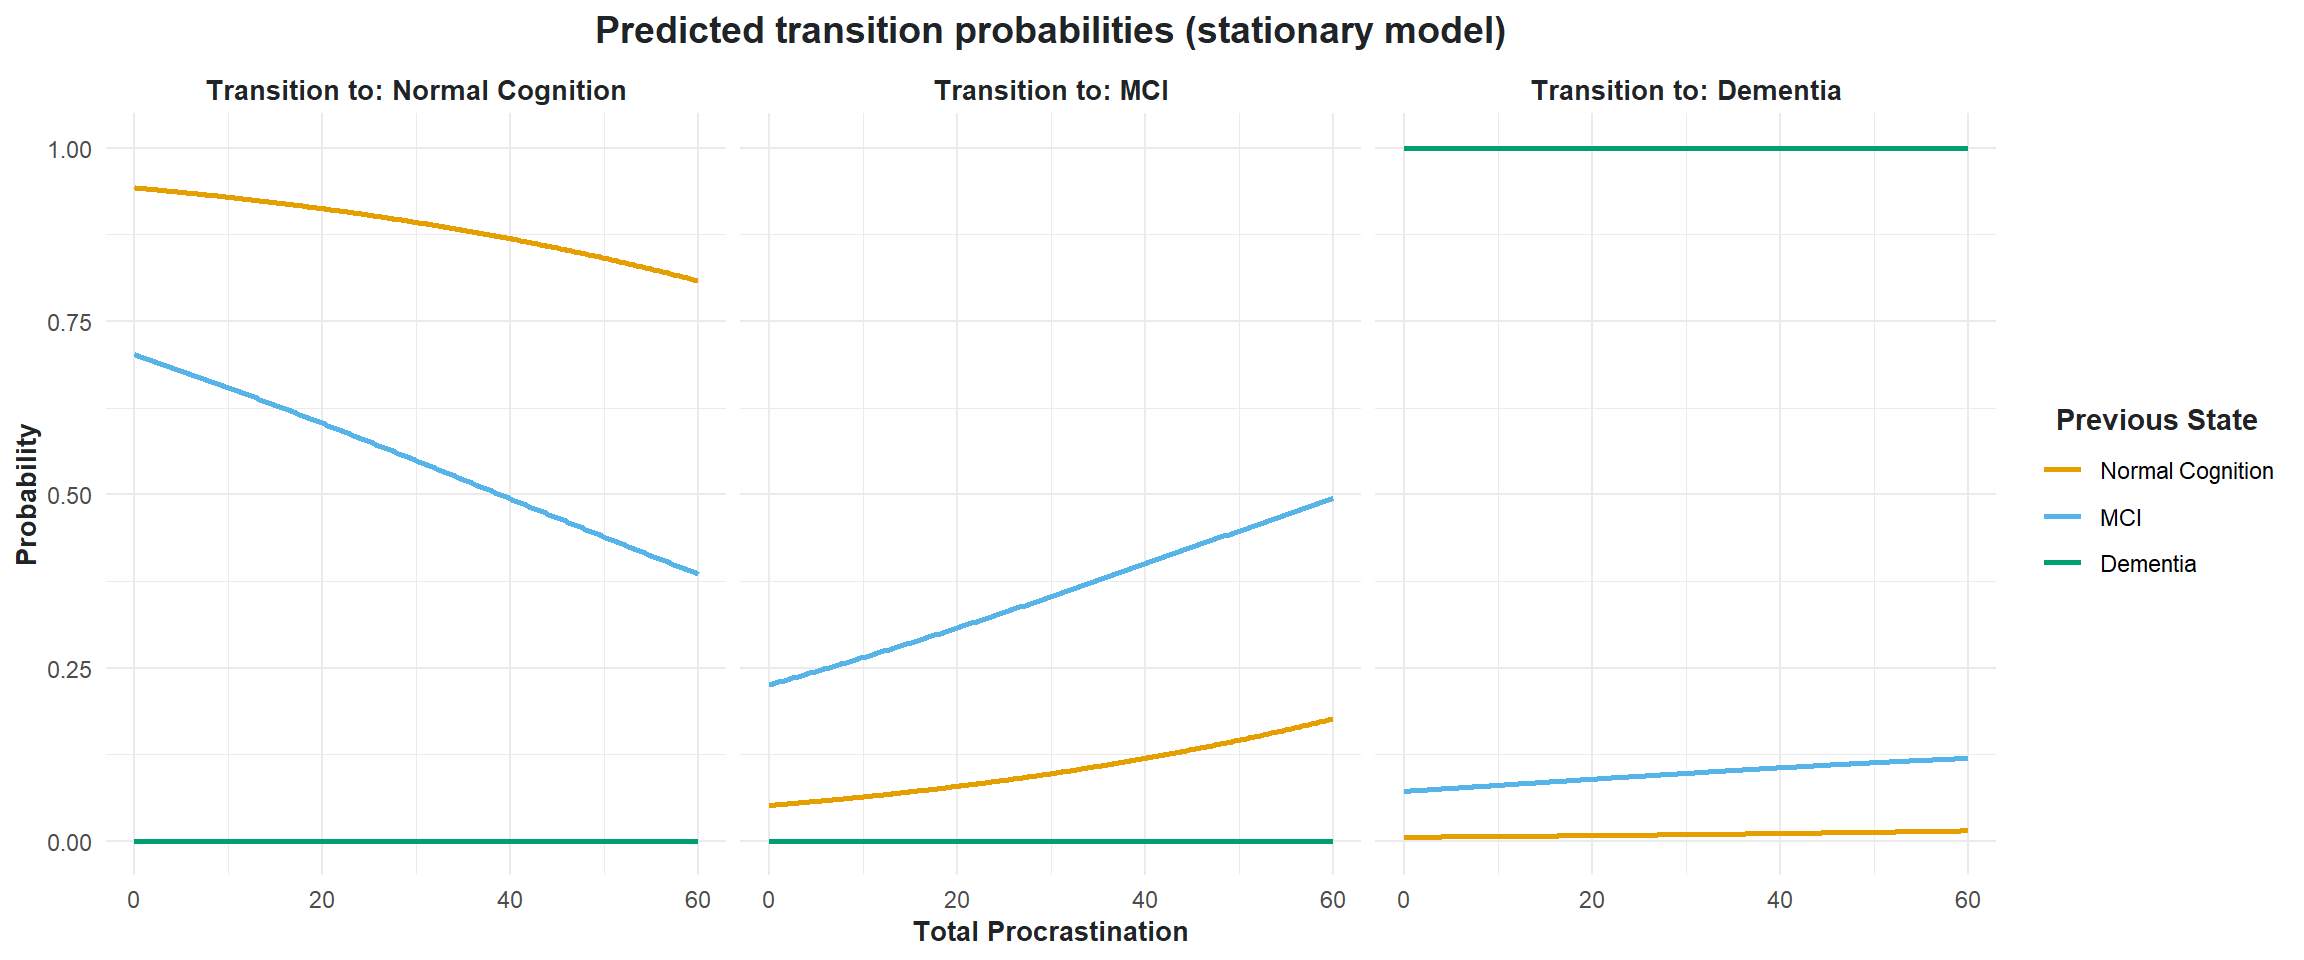 Predicted transition probabilities (stationary model)
Transition to: Normal Cognition
Transition to: MCI
Transition to: Dementia
Probability
1.00
0.75
0.50
0.25
0.00
0 20 40 60
0 20 40 60
0 20 40 60
Total Procrastination
Previous State
Normal Cognition
MCI
Dementia